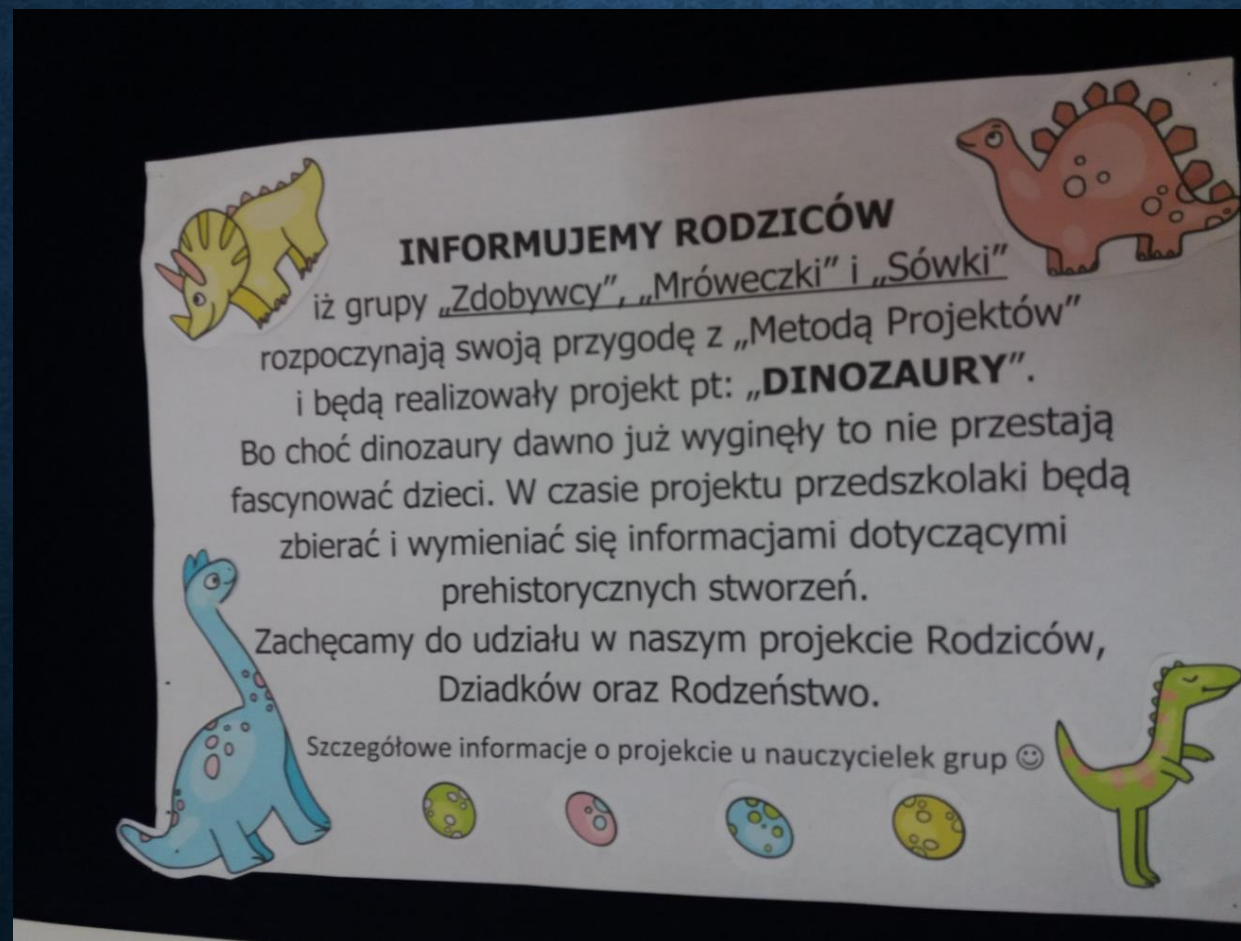 INFORMUJEMY RODZICÓW
iż grupy „Zdobywcy”, „Mróweczki” i „Sówki”
rozpoczynają swoją przygodę z „Metodą Projektów”
i będą realizowały projekt pt: „DINOZAURY”.
Bo choć dinozaury dawno już wyginęły to nie przestają
fascynować dzieci. W czasie projektu przedszkolaki będą
zbierać i wymieniać się informacjami dotyczącymi
prehistorycznych stworzeń.
Zachęcamy do udziału w naszym projekcie Rodziców,
Dziadków oraz Rodzeństwo.
Szczegółowe informacje o projekcie u nauczycielek grup ☺